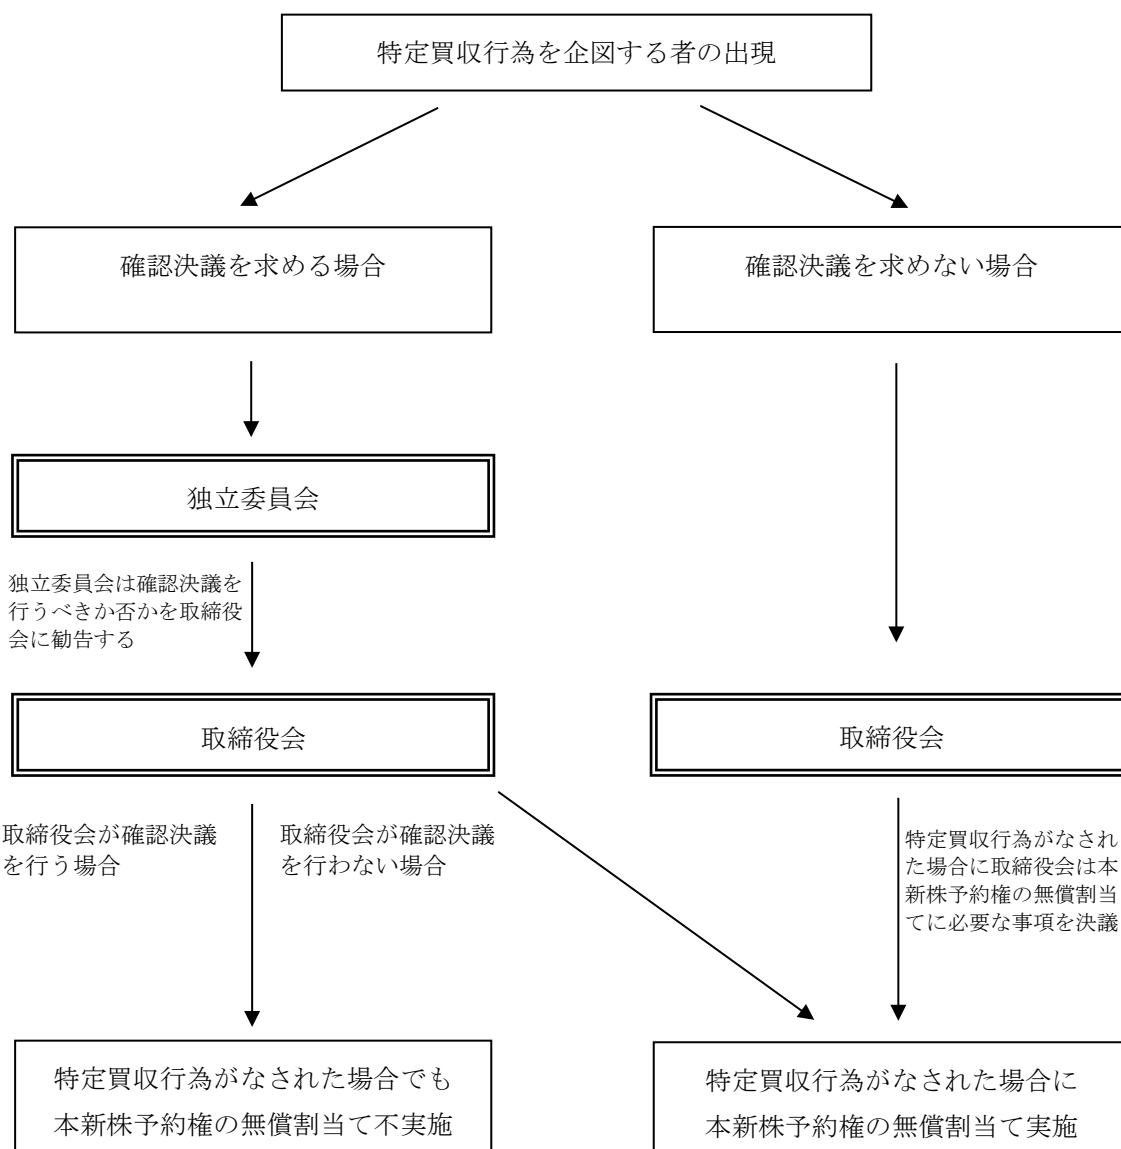 特定買収行為を企図する者の出現
確認決議を求める場合
確認決議を求めない場合
独立委員会
独立委員会は確認決議を
行うべきか否かを取締役
会に勧告する
取締役会
取締役会
取締役会が確認決議
を行う場合
取締役会が確認決議
を行わない場合
特定買収行為がなされ
た場合に取締役会は本
新株予約権の無償割当
てに必要な事項を決議
特定買収行為がなされた場合でも
本新株予約権の無償割当て不実施
特定買収行為がなされた場合に
本新株予約権の無償割当て実施